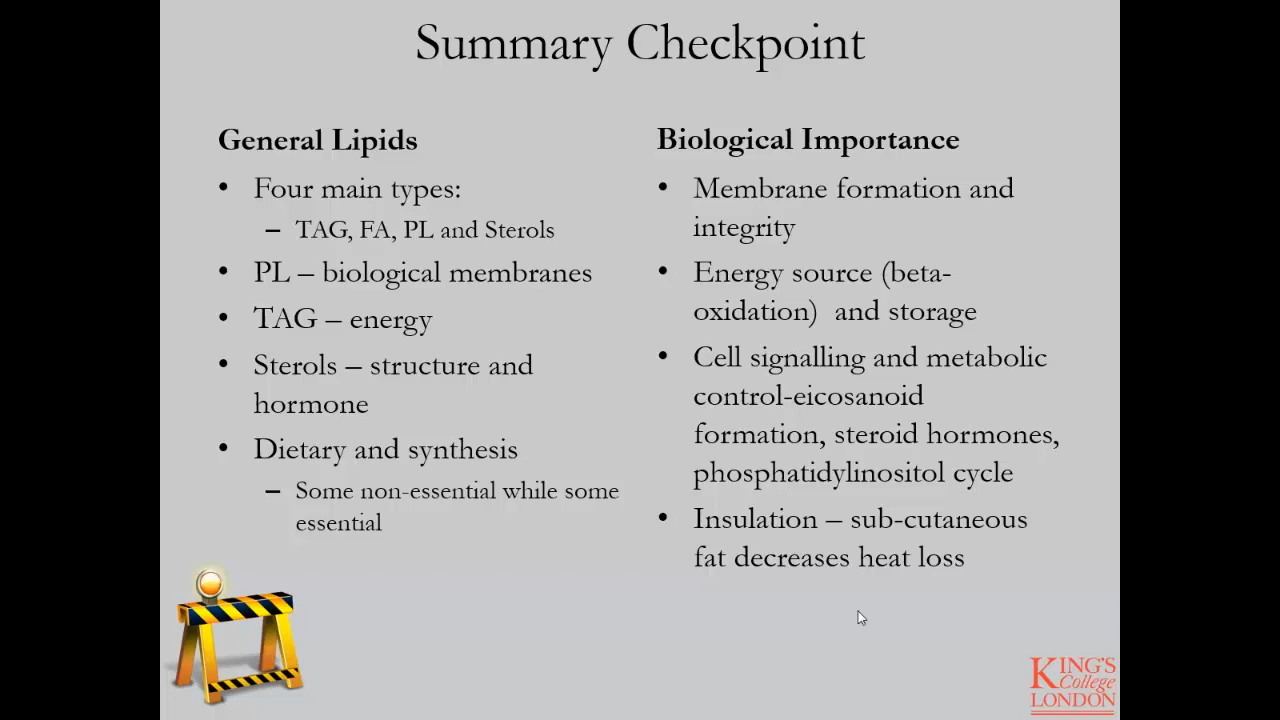 Summary Checkpoint
General Lipids
• Four main types:
– TAG, FA, PL and Sterols
• PL – biological membranes
• TAG – energy
• Sterols – structure and
hormone
• Dietary and synthesis
– Some non-essential while some
essential
Biological Importance
• Membrane formation and
integrity
• Energy source (beta-
oxidation)  and storage
• Cell signalling and metabolic
control-eicosanoid
formation, steroid hormones,
phosphatidylinositol cycle
• Insulation – sub-cutaneous
fat decreases heat loss
KING'S
College
LONDON